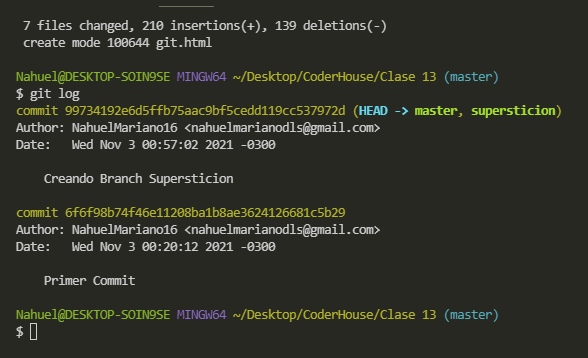 7 files changed, 210 insertions(+), 139 deletions(-)
create mode 100644 git.html
Nahuel@DESKTOP-SOIN9SE MINGW64 ~/Desktop/CoderHouse/Clase 13 (master)
$ git log
commit 99734192e6d5ffb75aac9bf5cedd119cc537972d (HEAD -> master, supersticion)
Author: NahuelMariano16 <nahuelmarianodls@gmail.com>
Date:   Wed Nov 3 00:57:02 2021 -0300
Creando Branch Supersticion
commit 6f6f98b74f46e11208ba1b8ae3624126681c5b29
Author: NahuelMariano16 <nahuelmarianodls@gmail.com>
Date:   Wed Nov 3 00:20:12 2021 -0300
Primer Commit
Nahuel@DESKTOP-SOIN9SE MINGW64 ~/Desktop/CoderHouse/Clase 13 (master)
$